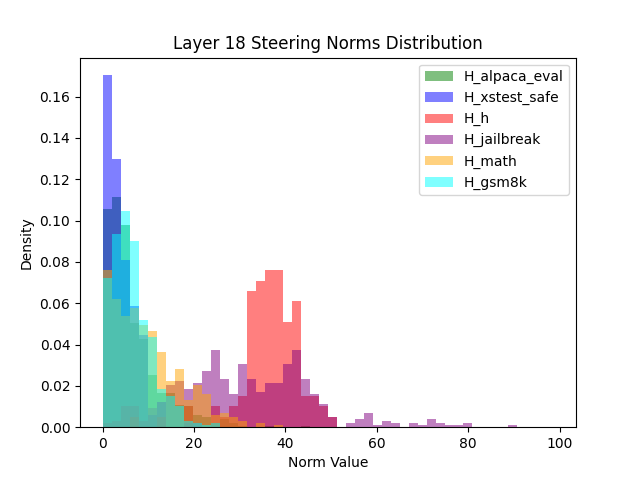 Layer 18 Steering Norms Distribution
H_alpaca_eval
H_xstest_safe
H_h
H_jailbreak
H_math
H_gsm8k
0.16
0.14
0.12
0.10
0.08
0.06
0.04
0.02
0.00
Density
0 20 40 60 80 100
Norm Value